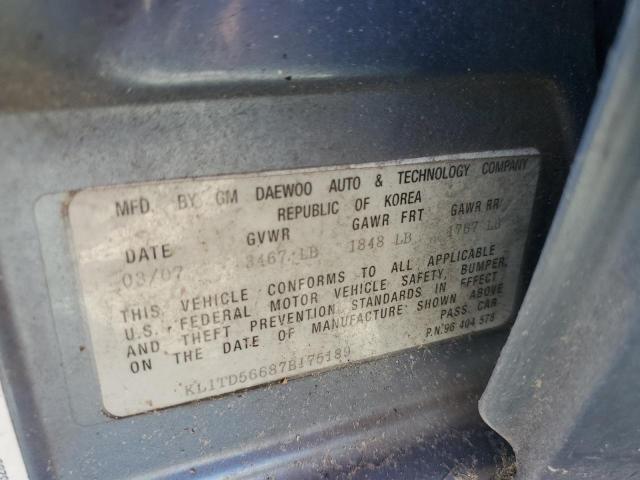 MFD. BY GM DAEWOO AUTO & TECHNOLOGY COMPANY
REPUBLIC OF KOREA
DATE GVWR GAWR FRT GAWR RR
03/07 3467 LB 1848 LB 1767 LB
THIS VEHICLE CONFORMS TO ALL APPLICABLE
U.S. FEDERAL MOTOR VEHICLE SAFETY, BUMPER,
AND THEFT PREVENTION STANDARDS IN EFFECT
ON THE DATE OF MANUFACTURE SHOWN ABOVE
PASS. CAR
KL1TD56687B175189 P.N.96 404 578